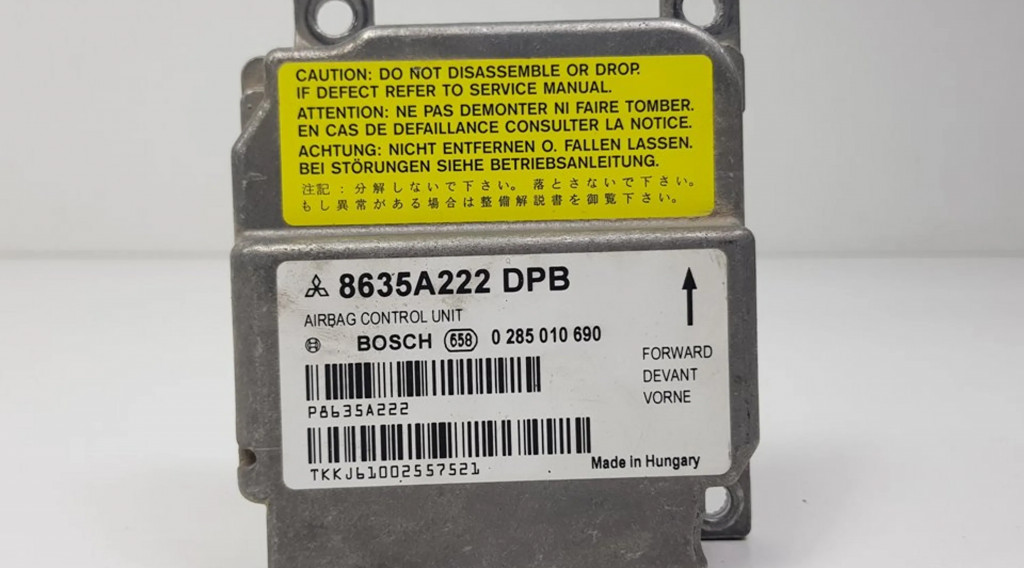 CAUTION: DO NOT DISASSEMBLE OR DROP.
IF DEFECT REFER TO SERVICE MANUAL.
ATTENTION: NE PAS DEMONTER NI FAIRE TOMBER.
EN CAS DE DEFAILLANCE CONSULTER LA NOTICE.
ACHTUNG: NICHT ENTFERNEN O. FALLEN LASSEN.
BEI STÖRUNGEN SIEHE BETRIEBSANLEITUNG.
注記：分解しないで下さい。落とさないで下さい。
もし異常がある場合は整備解説書を御覧下さい。
8635A222 DPB
AIRBAG CONTROL UNIT
BOSCH 658 0 285 010 690
FORWARD
DEVANT
VORNE
P8635A222
TKKJ61002557521
Made in Hungary